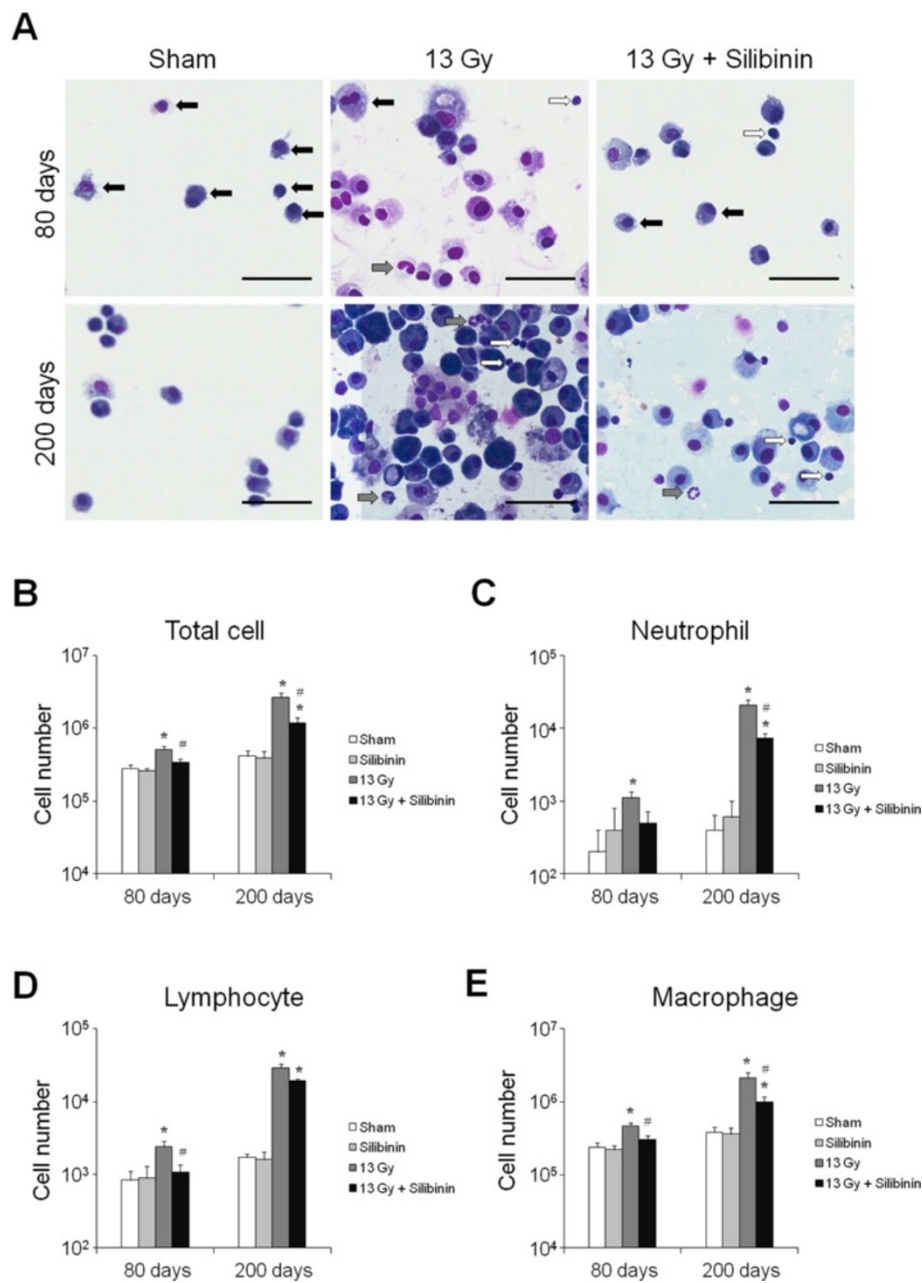 A
Sham
13 Gy
13 Gy + Silibinin
80 days
200 days
B
Total cell
Cell number
10⁷
10⁶
10⁵
10⁴
*
#
*
#
*
80 days
200 days
Sham
Silibinin
13 Gy
13 Gy + Silibinin
C
Neutrophil
Cell number
10⁵
10⁴
10³
10²
*
*
#
*
80 days
200 days
Sham
Silibinin
13 Gy
13 Gy + Silibinin
D
Lymphocyte
Cell number
10⁵
10⁴
10³
10²
*
#
*
*
80 days
200 days
Sham
Silibinin
13 Gy
13 Gy + Silibinin
E
Macrophage
Cell number
10⁷
10⁶
10⁵
10⁴
*
#
*
#
*
80 days
200 days
Sham
Silibinin
13 Gy
13 Gy + Silibinin